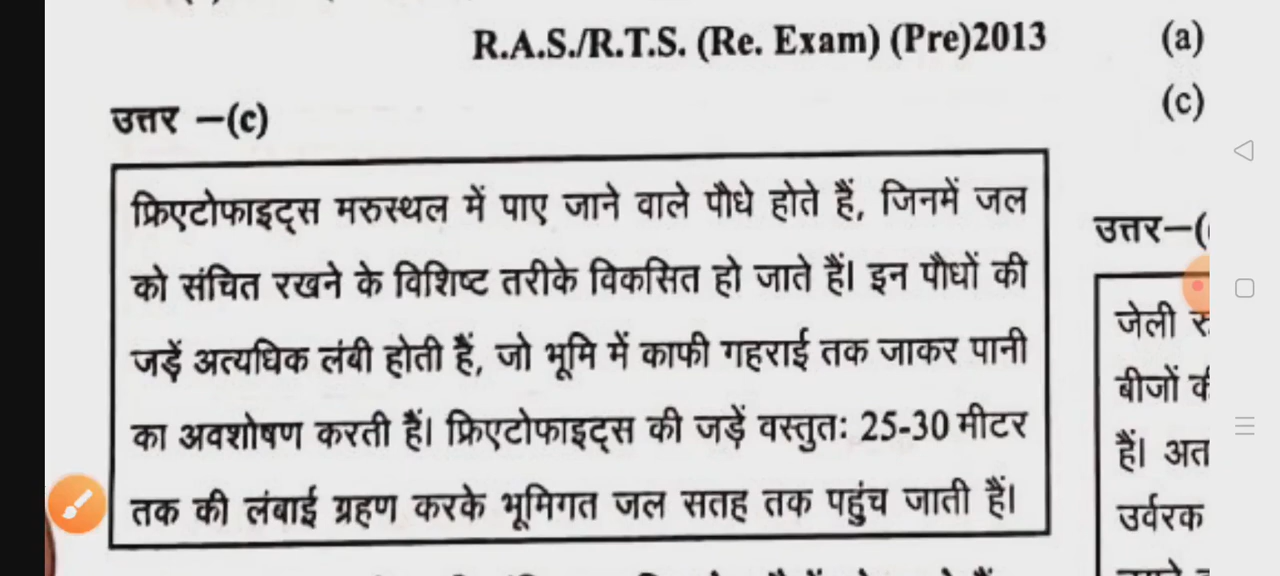 R.A.S./R.T.S. (Re. Exam) (Pre)2013
उत्तर –(c)
फ्रिएटोफाइट्स मरुस्थल में पाए जाने वाले पौधे होते हैं, जिनमें जल
को संचित रखने के विशिष्ट तरीके विकसित हो जाते हैं। इन पौधों की
जड़ें अत्यधिक लंबी होती हैं, जो भूमि में काफी गहराई तक जाकर पानी
का अवशोषण करती हैं। फ्रिएटोफाइट्स की जड़ें वस्तुतः 25-30 मीटर
तक की लंबाई ग्रहण करके भूमिगत जल सतह तक पहुंच जाती हैं।
(a)
(c)
उत्तर–(
जेली
बीजों
हैं। अत
उर्वरक